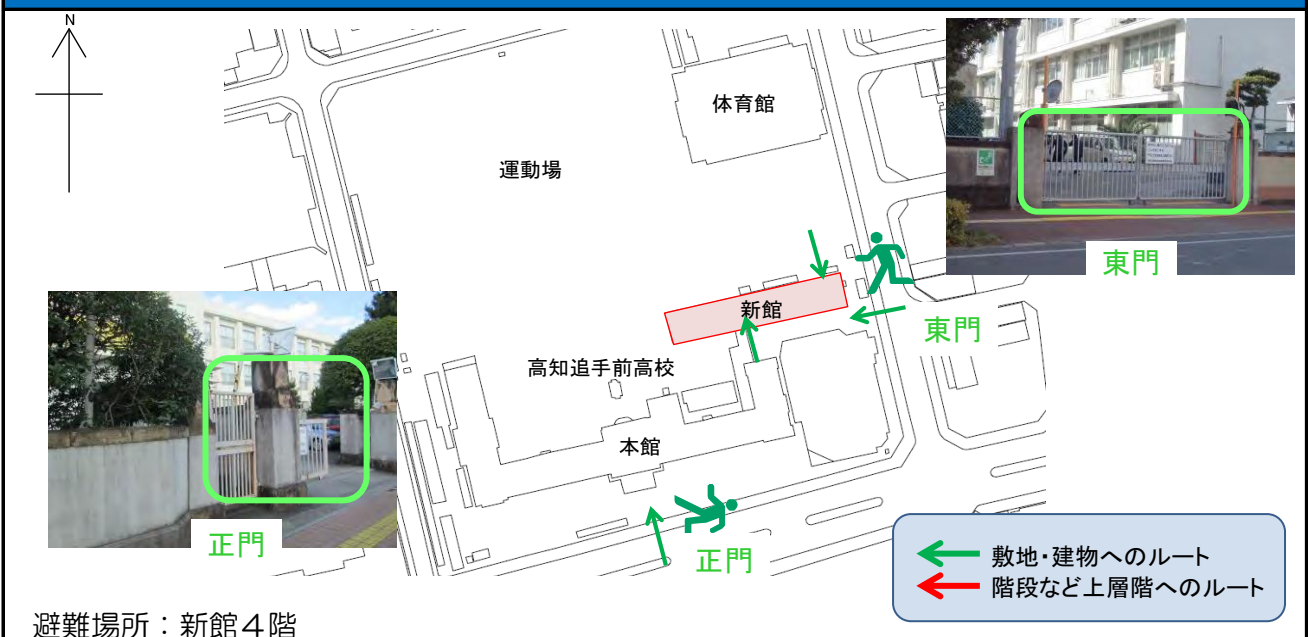 N
体育館
運動場
東門
新館
東門
高知追手前高校
本館
正門
正門
敷地・建物へのルート
階段など上層階へのルート
避難場所：新館４階